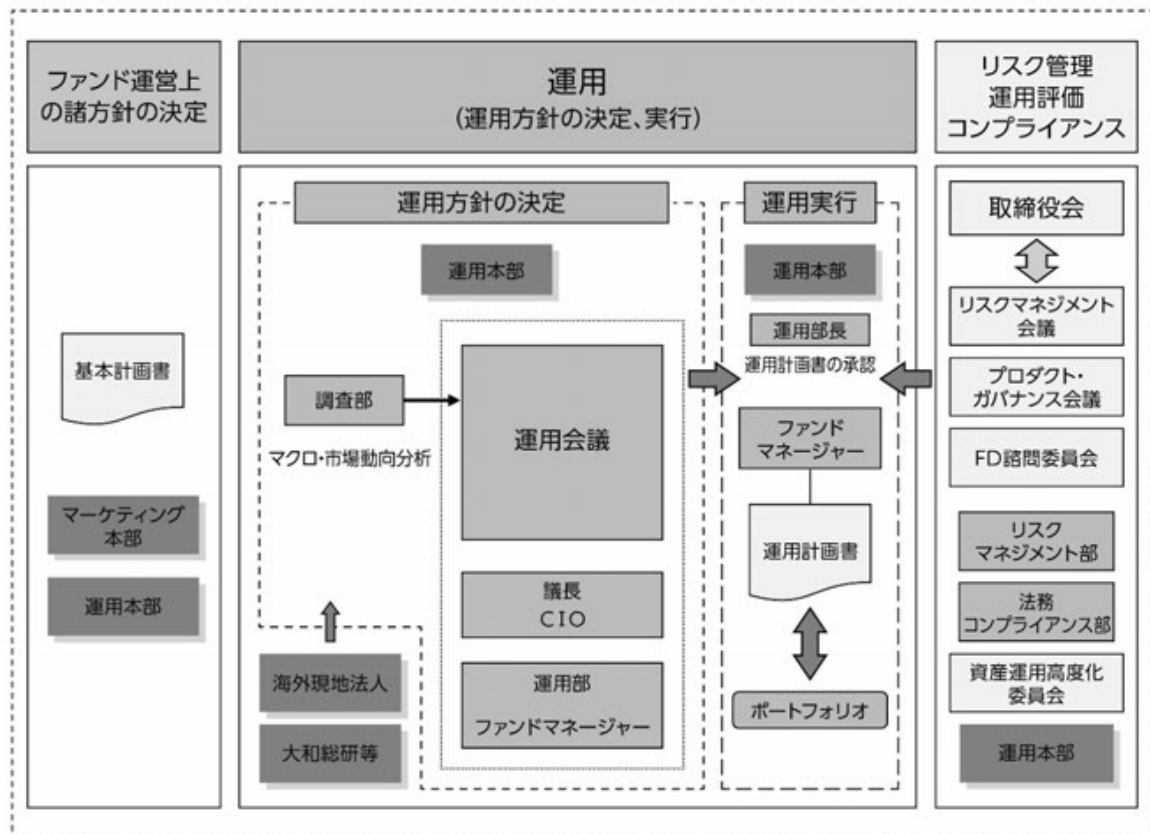 ファンド運営上
の諸方針の決定
運用
(運用方針の決定、実行)
リスク管理
運用評価
コンプライアンス
基本計画書
マーケティング
本部
運用本部
運用方針の決定
運用本部
調査部
マクロ・市場動向分析
運用会議
議長
CIO
運用部
ファンドマネージャー
海外現地法人
大和総研等
運用実行
運用本部
運用部長
運用計画書の承認
ファンド
マネージャー
運用計画書
ポートフォリオ
取締役会
リスクマネジメント
会議
プロダクト・
ガバナンス会議
FD諮問委員会
リスク
マネジメント部
法務
コンプライアンス部
資産運用高度化
委員会
運用本部